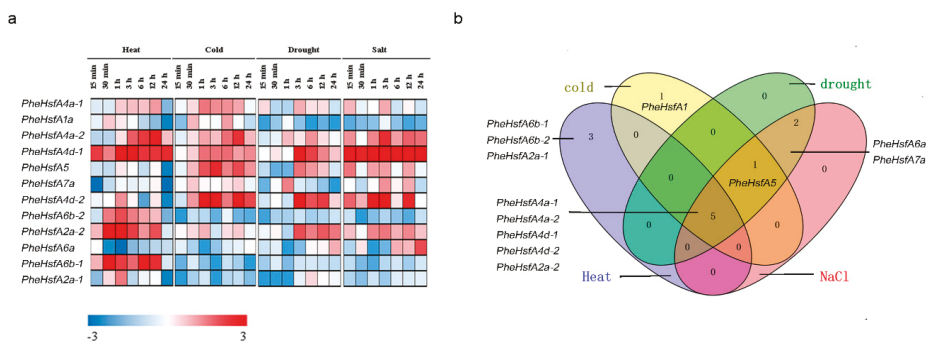 a
Heat Cold Drought Salt
15 min 30 min 1 h 3 h 6 h 12 h 24 h 15 min 30 min 1 h 3 h 6 h 12 h 24 h 15 min 30 min 1 h 3 h 6 h 12 h 24 h 15 min 30 min 1 h 3 h 6 h 12 h 24 h
PheHsfA4a-1
PheHsfA1a
PheHsfA4a-2
PheHsfA4d-1
PheHsfA5
PheHsfA7a
PheHsfA4d-2
PheHsfA6b-2
PheHsfA2a-2
PheHsfA6a
PheHsfA6b-1
PheHsfA2a-1
-3 3
b
cold drought
1 0
PheHsfA1
PheHsfA6b-1
PheHsfA6b-2
PheHsfA2a-1
3 0 0 2 0
PheHsfA6a
PheHsfA7a
0 1
PheHsfA5
PheHsfA4a-1
PheHsfA4a-2
PheHsfA4d-1
PheHsfA4d-2
PheHsfA2a-2
5
0 0 0 0
0
Heat NaCl